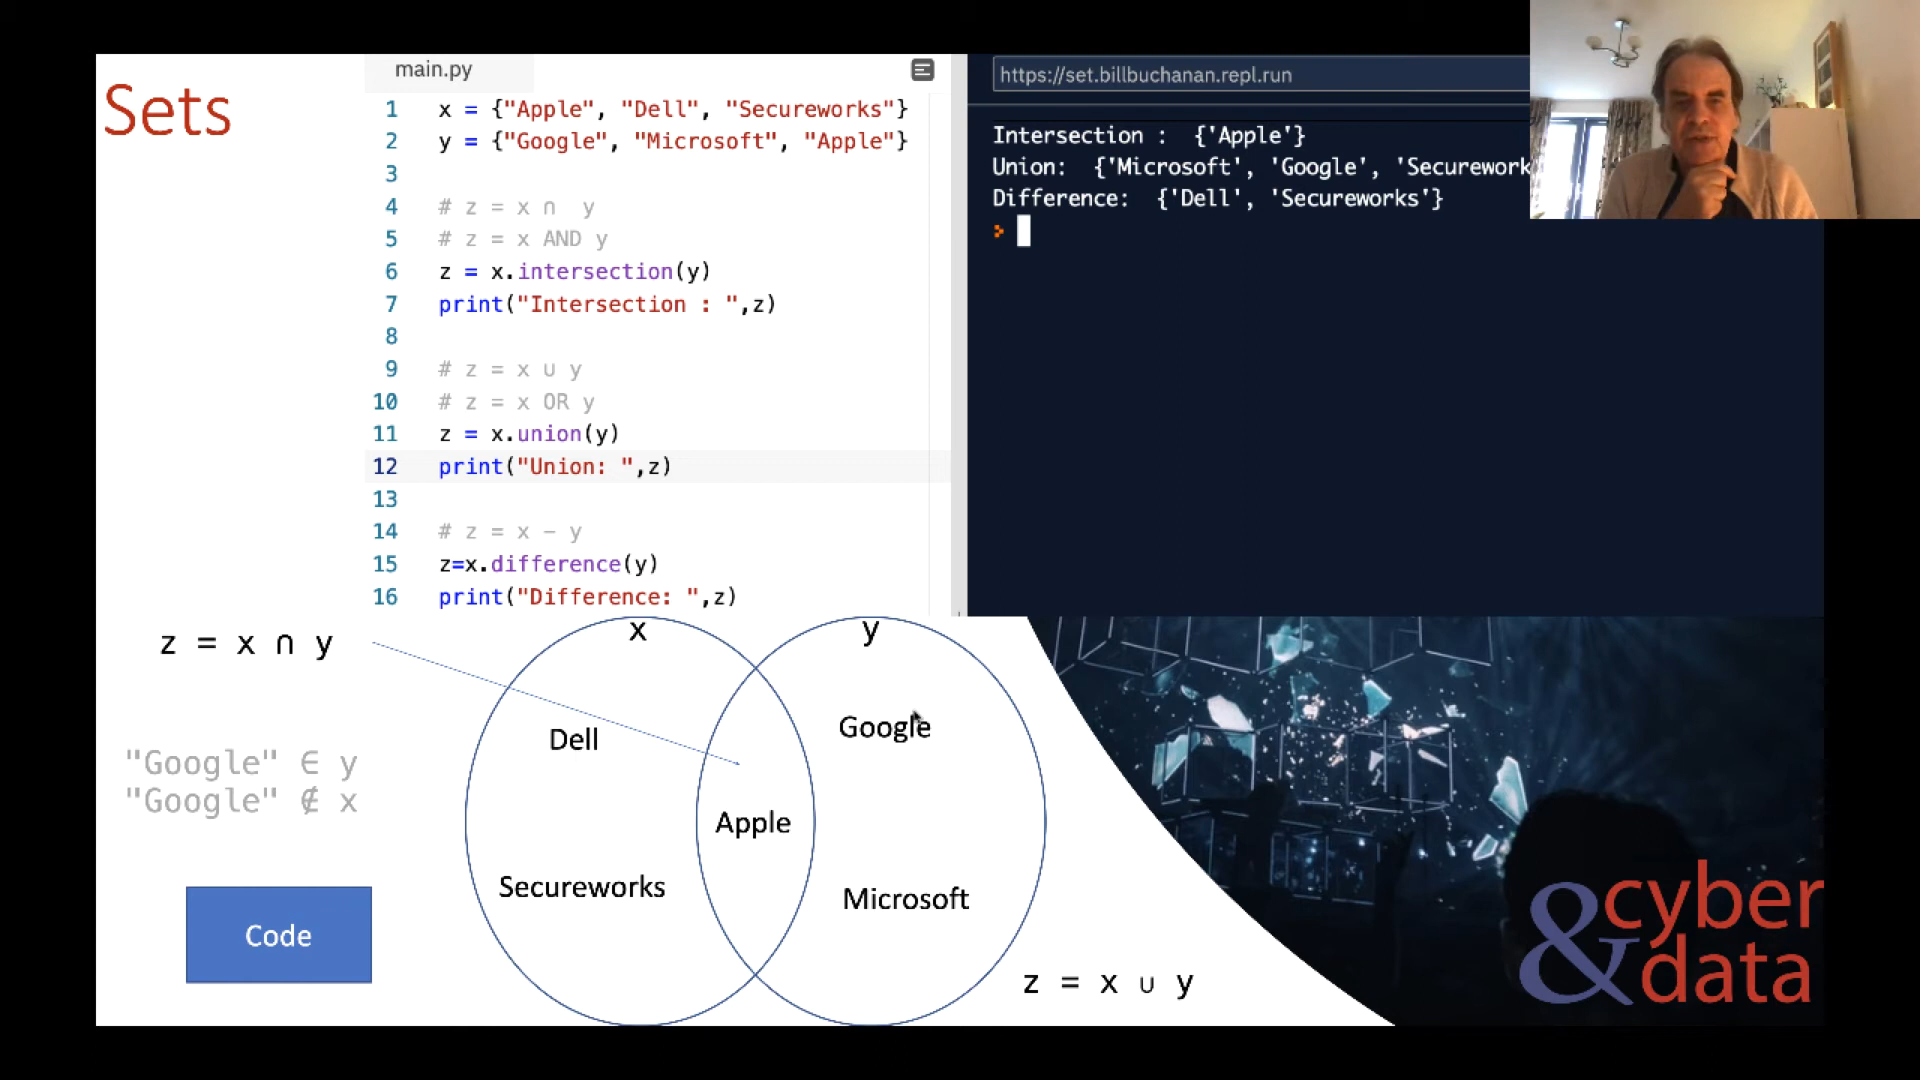 Sets
main.py
1 x = {"Apple", "Dell", "Secureworks"}
2 y = {"Google", "Microsoft", "Apple"}
3
4 # z = x ∩  y
5 # z = x AND y
6 z = x.intersection(y)
7 print("Intersection : ",z)
8
9 # z = x ∪ y
10 # z = x OR y
11 z = x.union(y)
12 print("Union: ",z)
13
14 # z = x - y
15 z=x.difference(y)
16 print("Difference: ",z)
https://set.billbuchanan.repl.run
Intersection :  {'Apple'}
Union:  {'Microsoft', 'Google', 'Securework
Difference:  {'Dell', 'Secureworks'}
>
z = x ∩ y
"Google" ∈ y
"Google" ∉ x
Code
x
y
Dell
Google
Apple
Secureworks
Microsoft
z = x ∪ y
&cyber
data